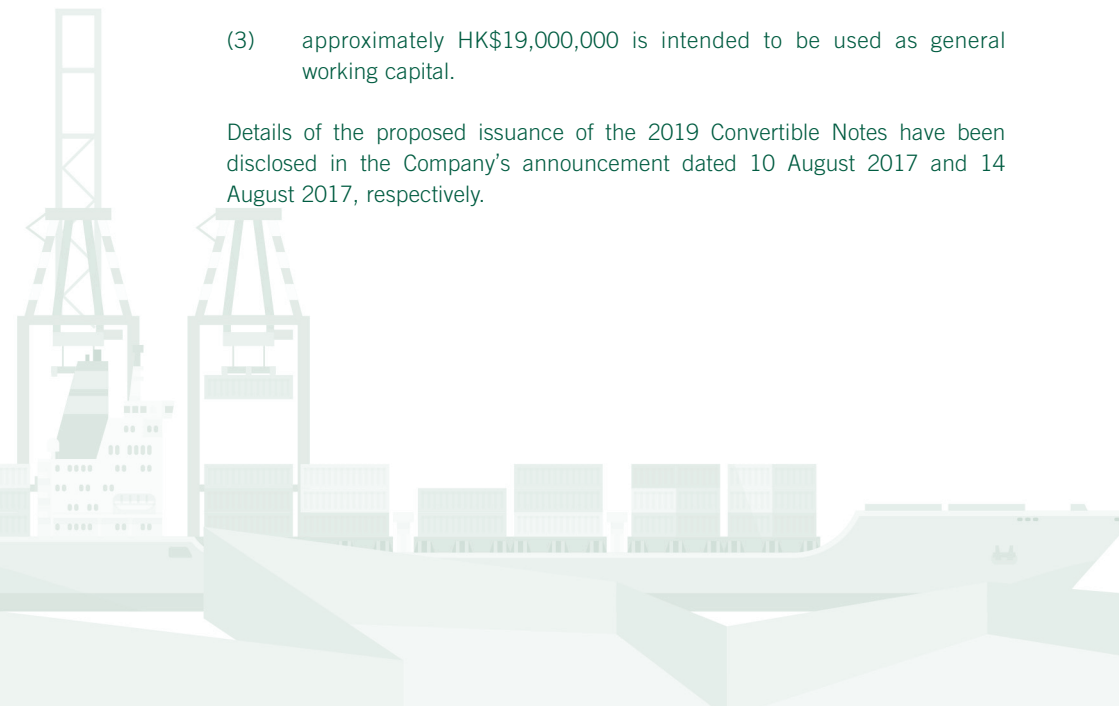 (3) approximately HK$19,000,000 is intended to be used as general
working capital.
Details of the proposed issuance of the 2019 Convertible Notes have been
disclosed in the Company's announcement dated 10 August 2017 and 14
August 2017, respectively.